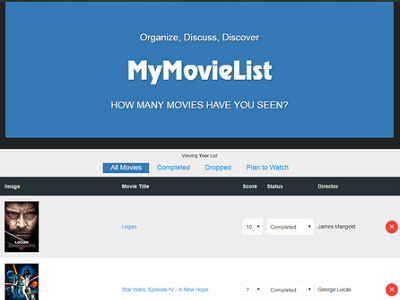 Organize, Discuss, Discover
MyMovieList
HOW MANY MOVIES HAVE YOU SEEN?
Viewing Your List
All Movies Completed Dropped Plan to Watch
Image Movie Title Score Status Director
LOGAN
Logan 10 Completed James Mangold
Star Wars: Episode IV - A New Hope 7 Completed George Lucas